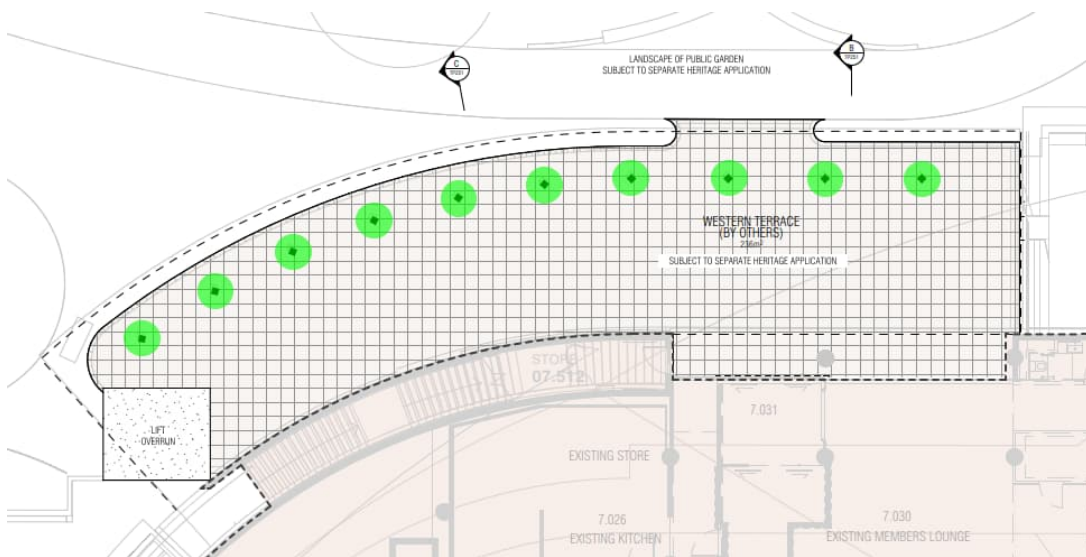 C
B
LANDSCAPE OF PUBLIC GARDEN
SUBJECT TO SEPARATE HERITAGE APPLICATION
WESTERN TERRACE
(BY OTHERS)
236m²
SUBJECT TO SEPARATE HERITAGE APPLICATION
STORE
07.512
LIFT
OVERRUN
7.031
EXISTING STORE
7.026
EXISTING KITCHEN
7.030
EXISTING MEMBERS LOUNGE